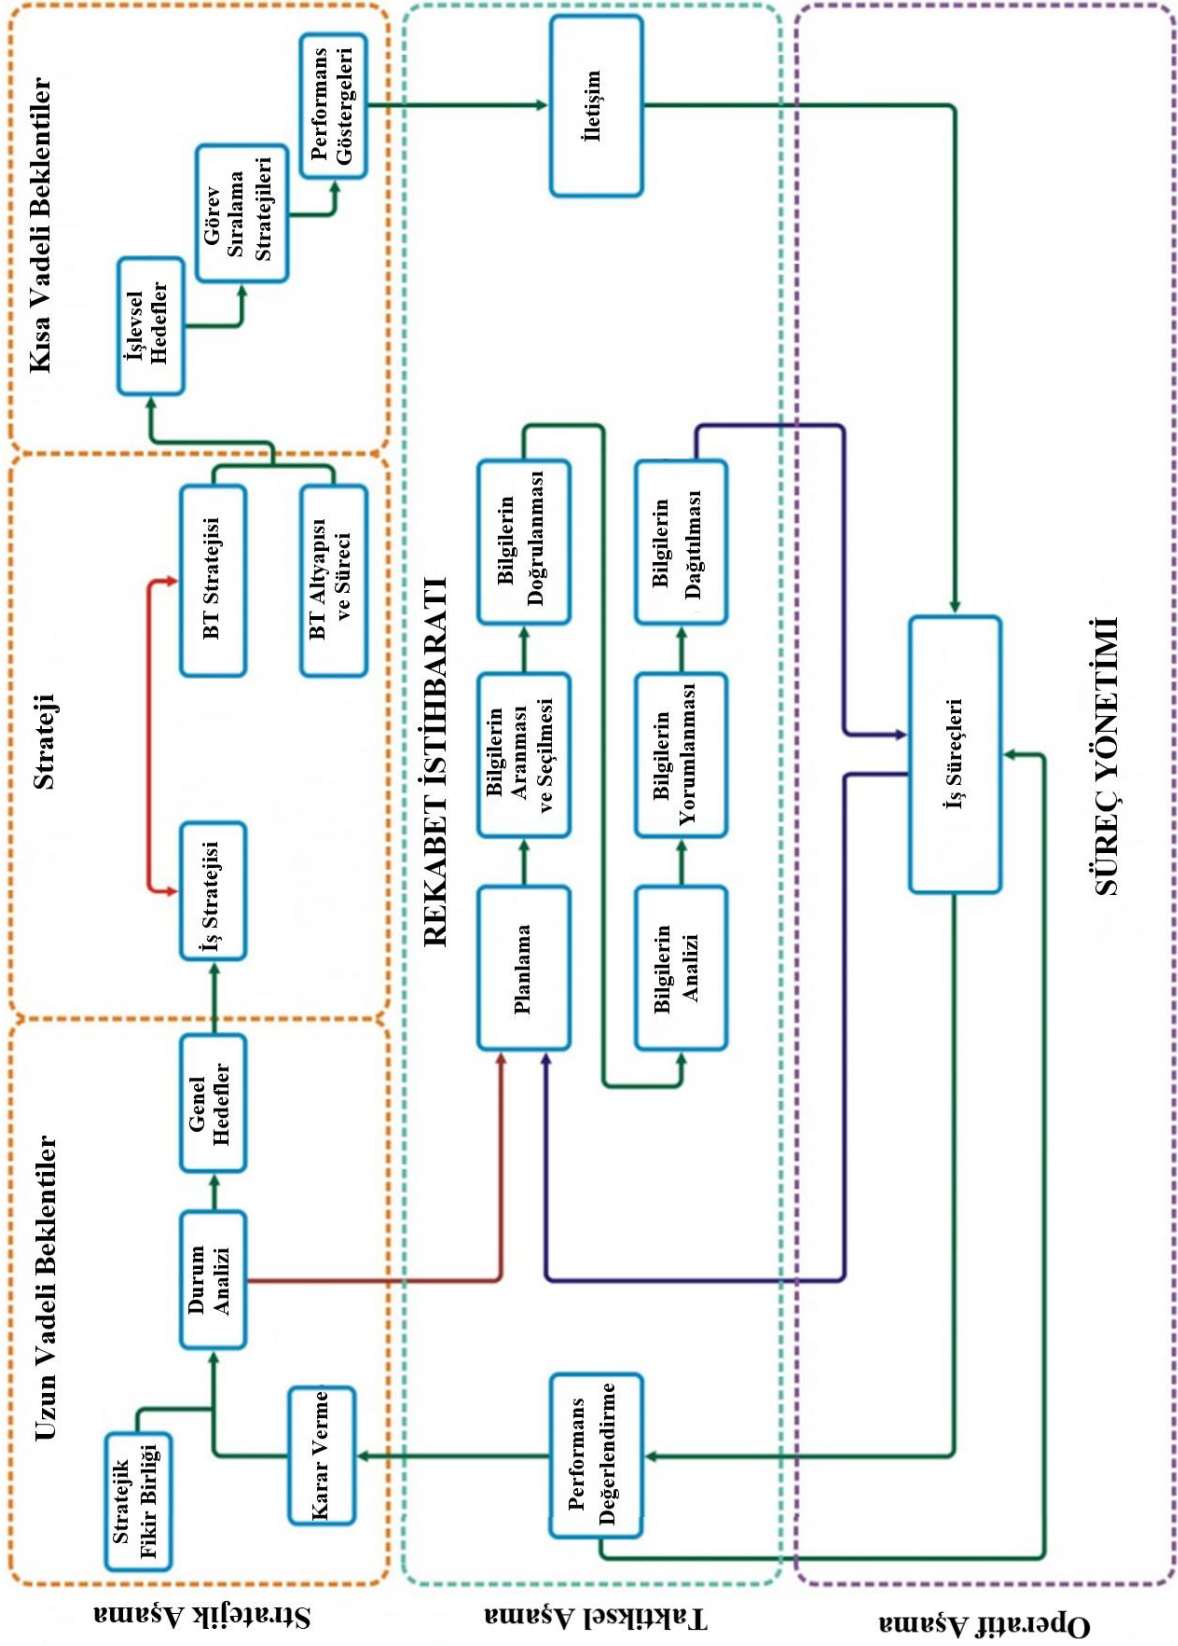 Stratejik Aşama
Uzun Vadeli Beklentiler
Stratejik
Fikir Birliği
Karar Verme
Durum
Analizi
Genel
Hedefler
Strateji
İş Stratejisi
BT Stratejisi
BT Altyapısı
ve Süreci
Kısa Vadeli Beklentiler
İşlevsel
Hedefler
Görev
Sıralama
Stratejileri
Performans
Göstergeleri
Taktiksel Aşama
REKABET İSTİHBARATI
Performans
Değerlendirme
Planlama
Bilgilerin
Aranması
ve Seçilmesi
Bilgilerin
Doğrulanması
Bilgilerin
Analizi
Bilgilerin
Yorumlanması
Bilgilerin
Dağıtılması
İletişim
Operatif Aşama
İş Süreçleri
SÜREÇ YÖNETİMİ